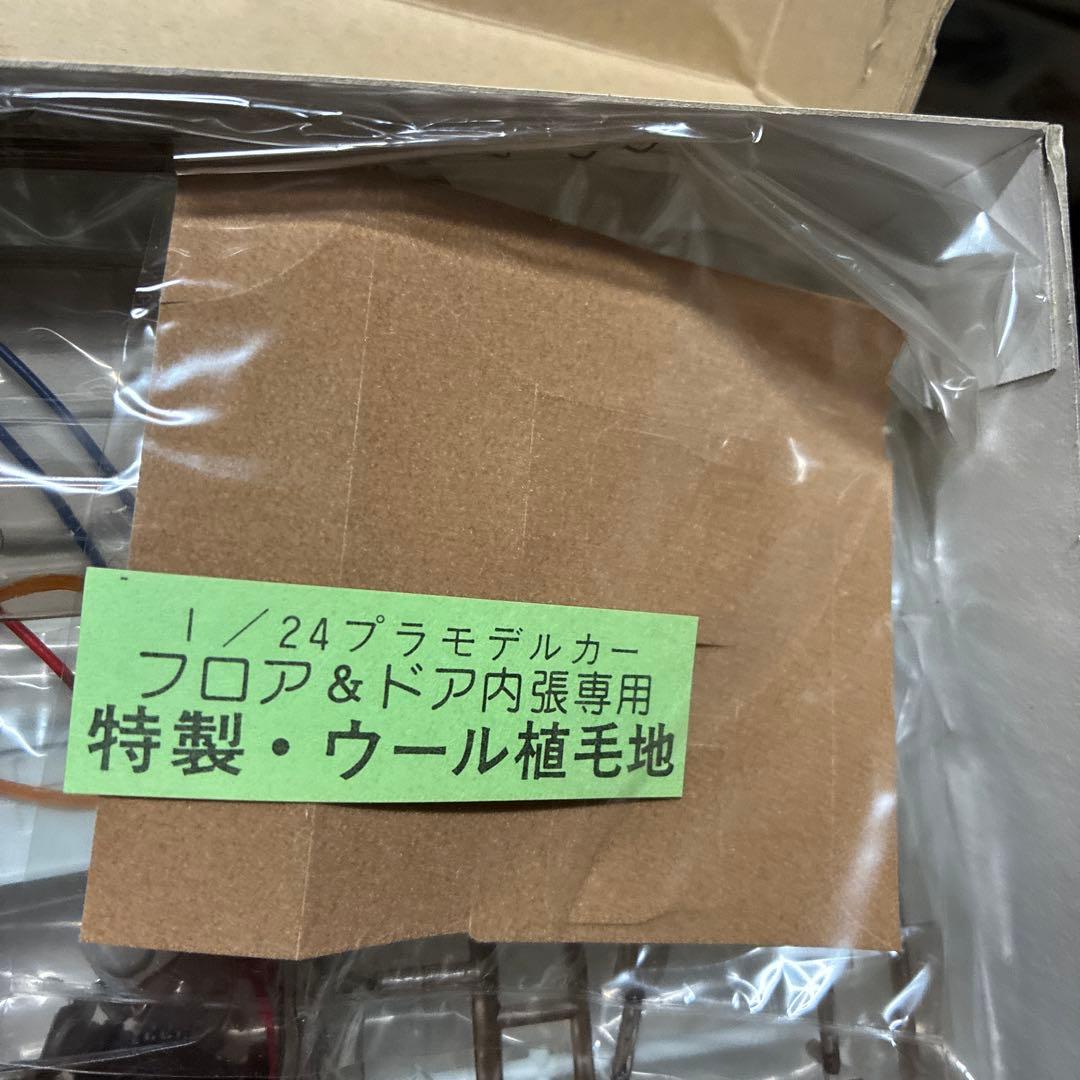 1／24プラモデルカー
フロア＆ドア内張専用
特製・ウール植毛地